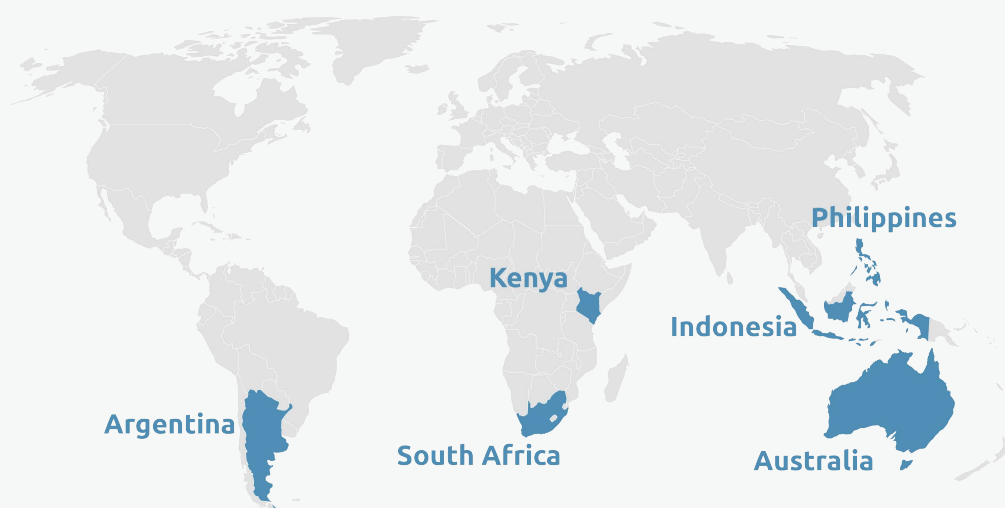 Philippines
Kenya
Indonesia
Argentina
South Africa
Australia